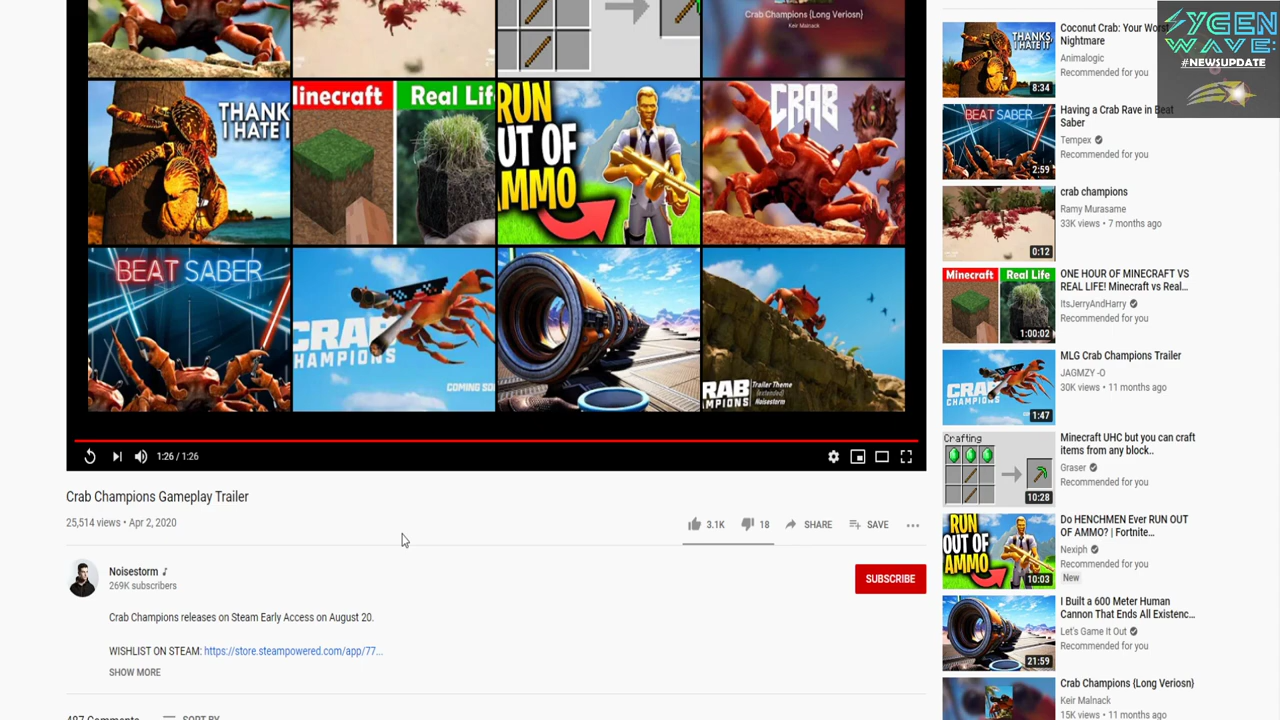 Crab Champions {Long Veriosn}
Keir Malnack
THANK
I HATE I
linecraft
Real Lif
RUN
OUT OF
AMMO
CRAB
BEAT SABER
CRAB
HAMPIONS
COMING SO
RAB
MPIONS
Trailer Theme
(extended)
Noisestorm
1:26 / 1:26
Crab Champions Gameplay Trailer
25,514 views • Apr 2, 2020
3.1K
18
SHARE
SAVE
Noisestorm
269K subscribers
SUBSCRIBE
Crab Champions releases on Steam Early Access on August 20.
WISHLIST ON STEAM: https://store.steampowered.com/app/77...
SHOW MORE
487 Comments
SORT BY
THANKS,
I HATE IT
8:34
Coconut Crab: Your Worst
Nightmare
Animalogic
Recommended for you
BEAT SABER
2:59
Having a Crab Rave in Beat
Saber
Tempex
Recommended for you
0:12
crab champions
Ramy Murasame
33K views • 7 months ago
Minecraft
Real Life
1:00:02
ONE HOUR OF MINECRAFT VS
REAL LIFE! Minecraft vs Real...
ItsJerryAndHarry
Recommended for you
CRAB
HAMPIONS
1:47
MLG Crab Champions Trailer
JAGMZY -O
30K views • 11 months ago
Crafting
10:28
Minecraft UHC but you can craft
items from any block..
Graser
Recommended for you
RUN
OUT OF
AMMO
10:03
Do HENCHMEN Ever RUN OUT
OF AMMO? | Fortnite...
Nexiph
Recommended for you
New
21:59
I Built a 600 Meter Human
Cannon That Ends All Existenc...
Let's Game It Out
Recommended for you
Crab Champions {Long Veriosn}
Keir Malnack
15K views • 11 months ago
SYGEN
WAVE:
#NEWSUPDATE